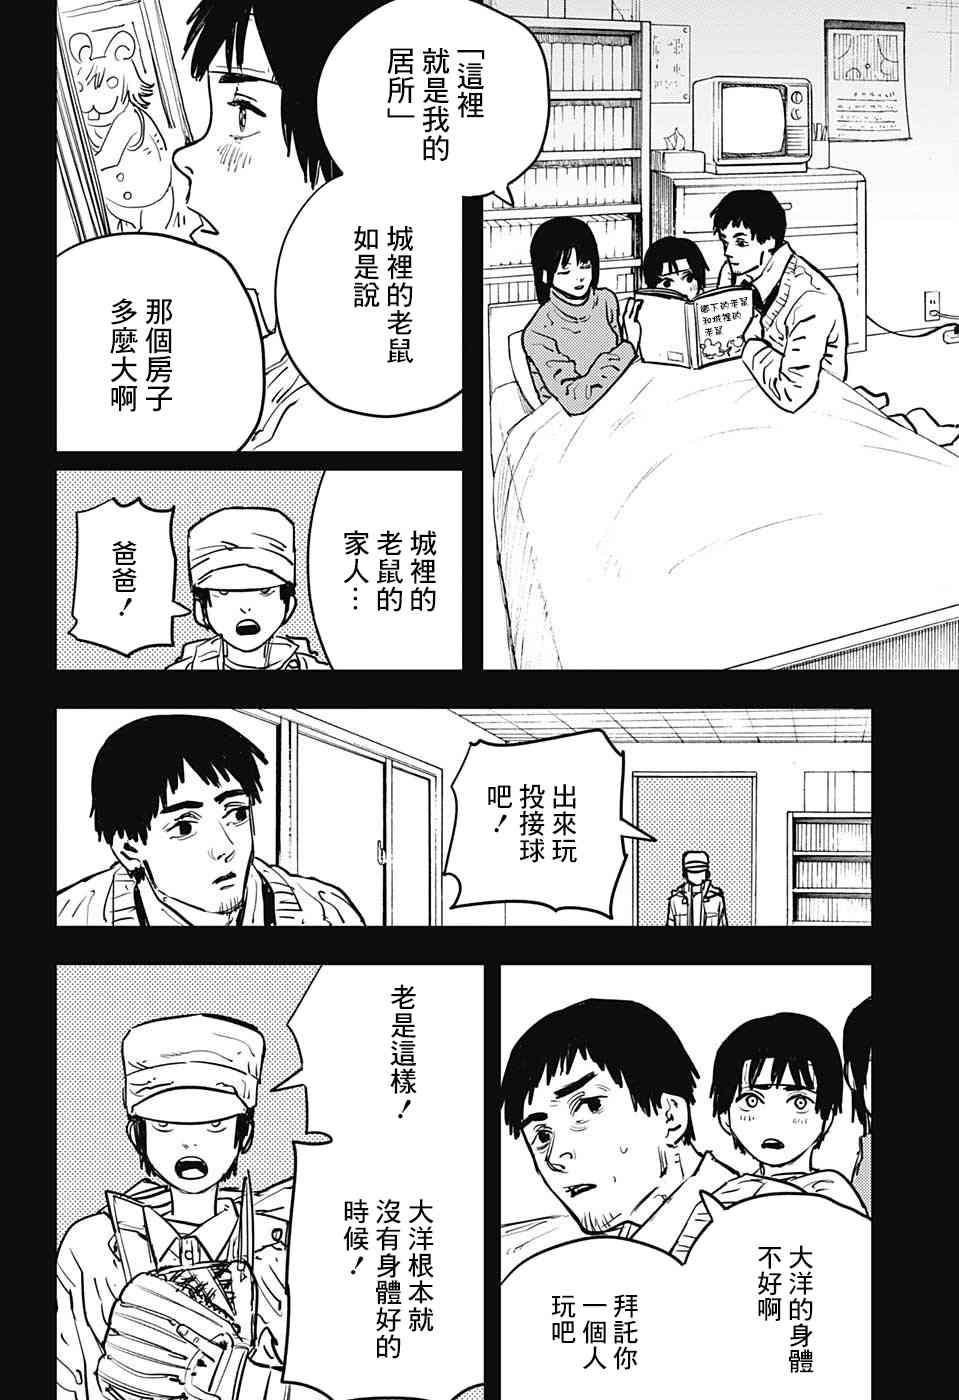 鄉下的老鼠
和城裡的
老鼠
「這裡
就是我的
居所」
城裡的老鼠
如是說
那個房子
多麼大啊
城裡的
老鼠的
家人…
爸爸！
出來玩
投接球
吧！
大洋的身體
不好啊
拜託你
一個人
玩吧
老是這樣！
大洋根本就
沒有身體好的
時候！